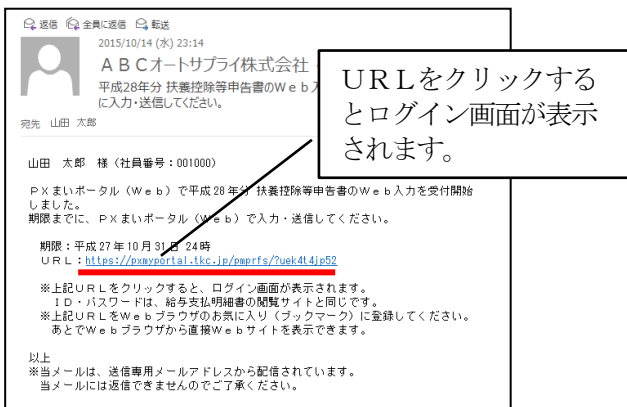 返信 全員に返信 転送
2015/10/14 (水) 23:14
ＡＢＣオートサプライ株式会社
平成28年分 扶養控除等申告書のＷｅｂ入
に入力・送信してください。
宛先 山田 太郎
URLをクリックする
とログイン画面が表示
されます。
山田 太郎 様（社員番号：001000）
ＰＸまいポータル（Ｗｅｂ）で平成28年分 扶養控除等申告書のＷｅｂ入力を受付開始
しました。
期限までに、ＰＸまいポータル（Ｗｅｂ）で入力・送信してください。
期限：平成27年10月31日 24時
ＵＲＬ：https://pxmyportal.tkc.jp/pmprfs/?uek4t4jp52
※上記ＵＲＬをクリックすると、ログイン画面が表示されます。
ＩＤ・パスワードは、給与支払明細書の閲覧サイトと同じです。
※上記ＵＲＬをＷｅｂブラウザのお気に入り（ブックマーク）に登録してください。
あとでＷｅｂブラウザから直接Ｗｅｂサイトを表示できます。
以上
※当メールは、送信専用メールアドレスから配信されています。
当メールには返信できませんのでご了承ください。